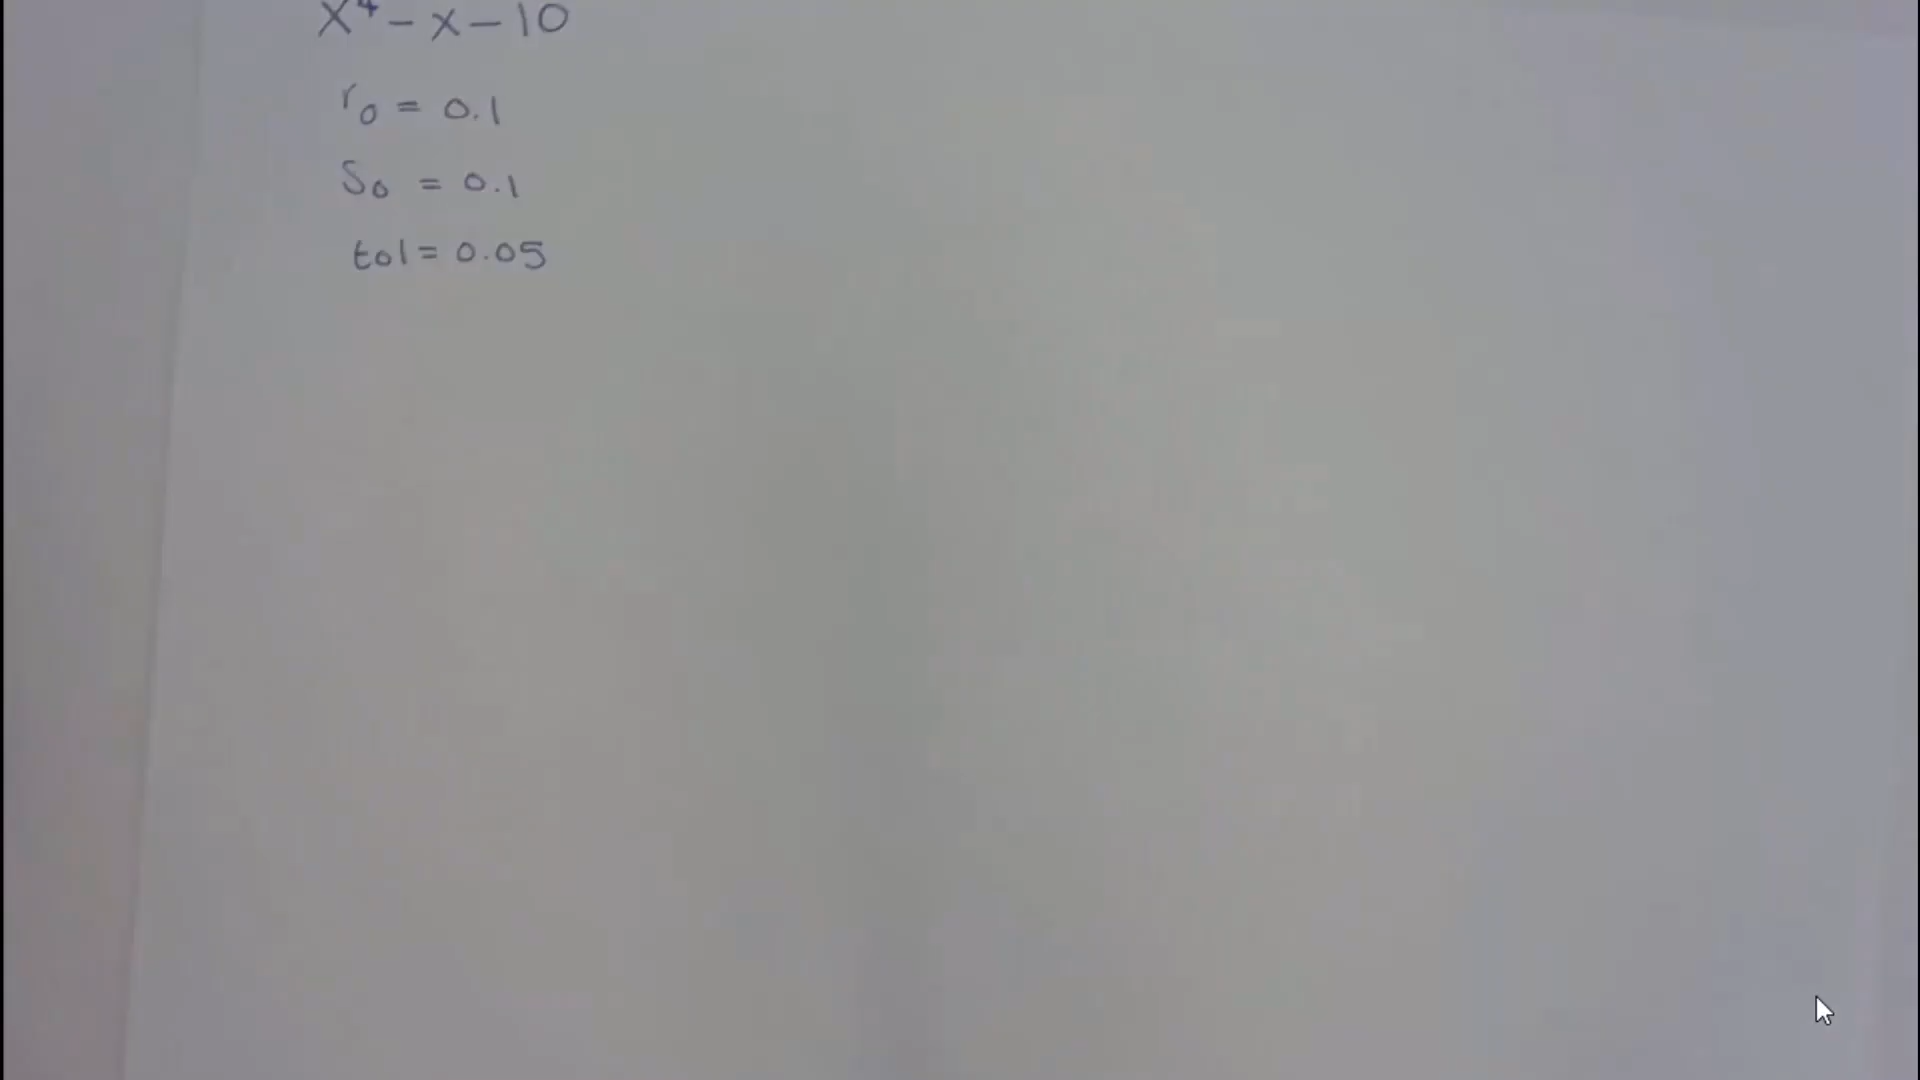 x⁴ - x - 10
r₀ = 0.1
S₀ = 0.1
tol = 0.05